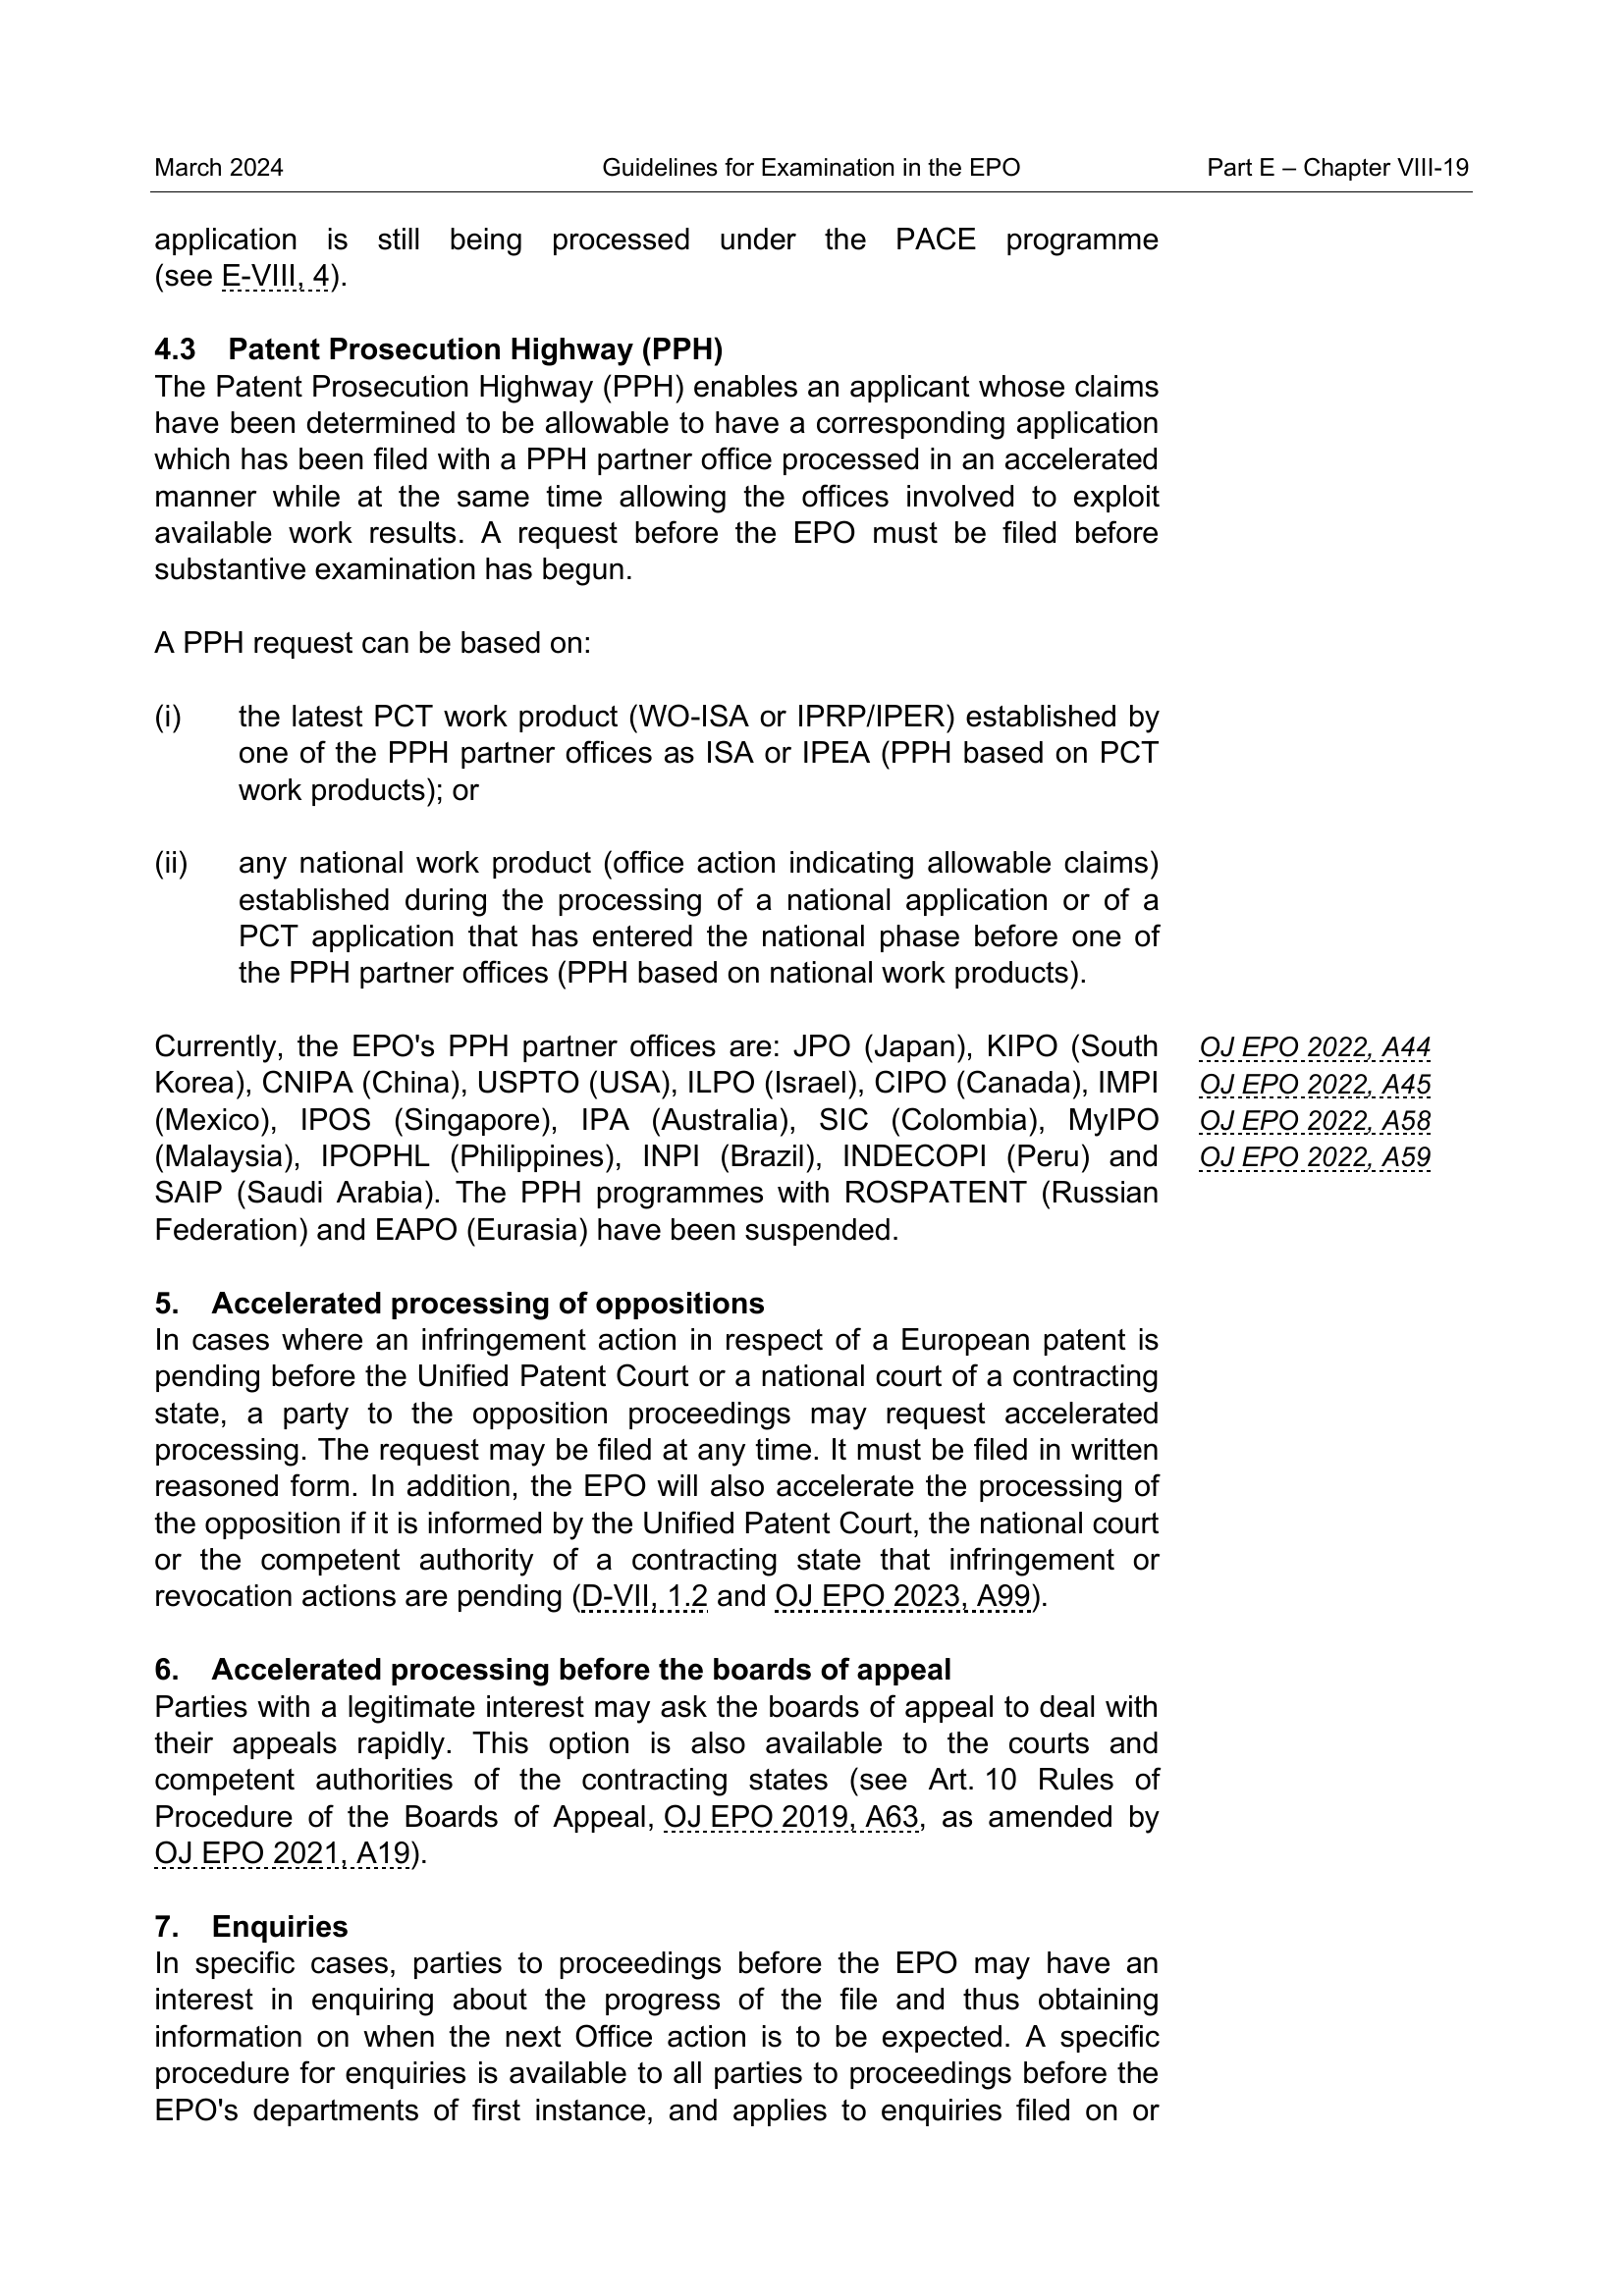 March 2024 Guidelines for Examination in the EPO Part E – Chapter VIII-19
application is still being processed under the PACE programme
(see E-VIII, 4).
4.3 Patent Prosecution Highway (PPH)
The Patent Prosecution Highway (PPH) enables an applicant whose claims
have been determined to be allowable to have a corresponding application
which has been filed with a PPH partner office processed in an accelerated
manner while at the same time allowing the offices involved to exploit
available work results. A request before the EPO must be filed before
substantive examination has begun.
A PPH request can be based on:
(i) the latest PCT work product (WO-ISA or IPRP/IPER) established by
one of the PPH partner offices as ISA or IPEA (PPH based on PCT
work products); or
(ii) any national work product (office action indicating allowable claims)
established during the processing of a national application or of a
PCT application that has entered the national phase before one of
the PPH partner offices (PPH based on national work products).
Currently, the EPO's PPH partner offices are: JPO (Japan), KIPO (South
Korea), CNIPA (China), USPTO (USA), ILPO (Israel), CIPO (Canada), IMPI
(Mexico), IPOS (Singapore), IPA (Australia), SIC (Colombia), MyIPO
(Malaysia), IPOPHL (Philippines), INPI (Brazil), INDECOPI (Peru) and
SAIP (Saudi Arabia). The PPH programmes with ROSPATENT (Russian
Federation) and EAPO (Eurasia) have been suspended.
OJ EPO 2022, A44
OJ EPO 2022, A45
OJ EPO 2022, A58
OJ EPO 2022, A59
5. Accelerated processing of oppositions
In cases where an infringement action in respect of a European patent is
pending before the Unified Patent Court or a national court of a contracting
state, a party to the opposition proceedings may request accelerated
processing. The request may be filed at any time. It must be filed in written
reasoned form. In addition, the EPO will also accelerate the processing of
the opposition if it is informed by the Unified Patent Court, the national court
or the competent authority of a contracting state that infringement or
revocation actions are pending (D-VII, 1.2 and OJ EPO 2023, A99).
6. Accelerated processing before the boards of appeal
Parties with a legitimate interest may ask the boards of appeal to deal with
their appeals rapidly. This option is also available to the courts and
competent authorities of the contracting states (see Art. 10 Rules of
Procedure of the Boards of Appeal, OJ EPO 2019, A63, as amended by
OJ EPO 2021, A19).
7. Enquiries
In specific cases, parties to proceedings before the EPO may have an
interest in enquiring about the progress of the file and thus obtaining
information on when the next Office action is to be expected. A specific
procedure for enquiries is available to all parties to proceedings before the
EPO's departments of first instance, and applies to enquiries filed on or